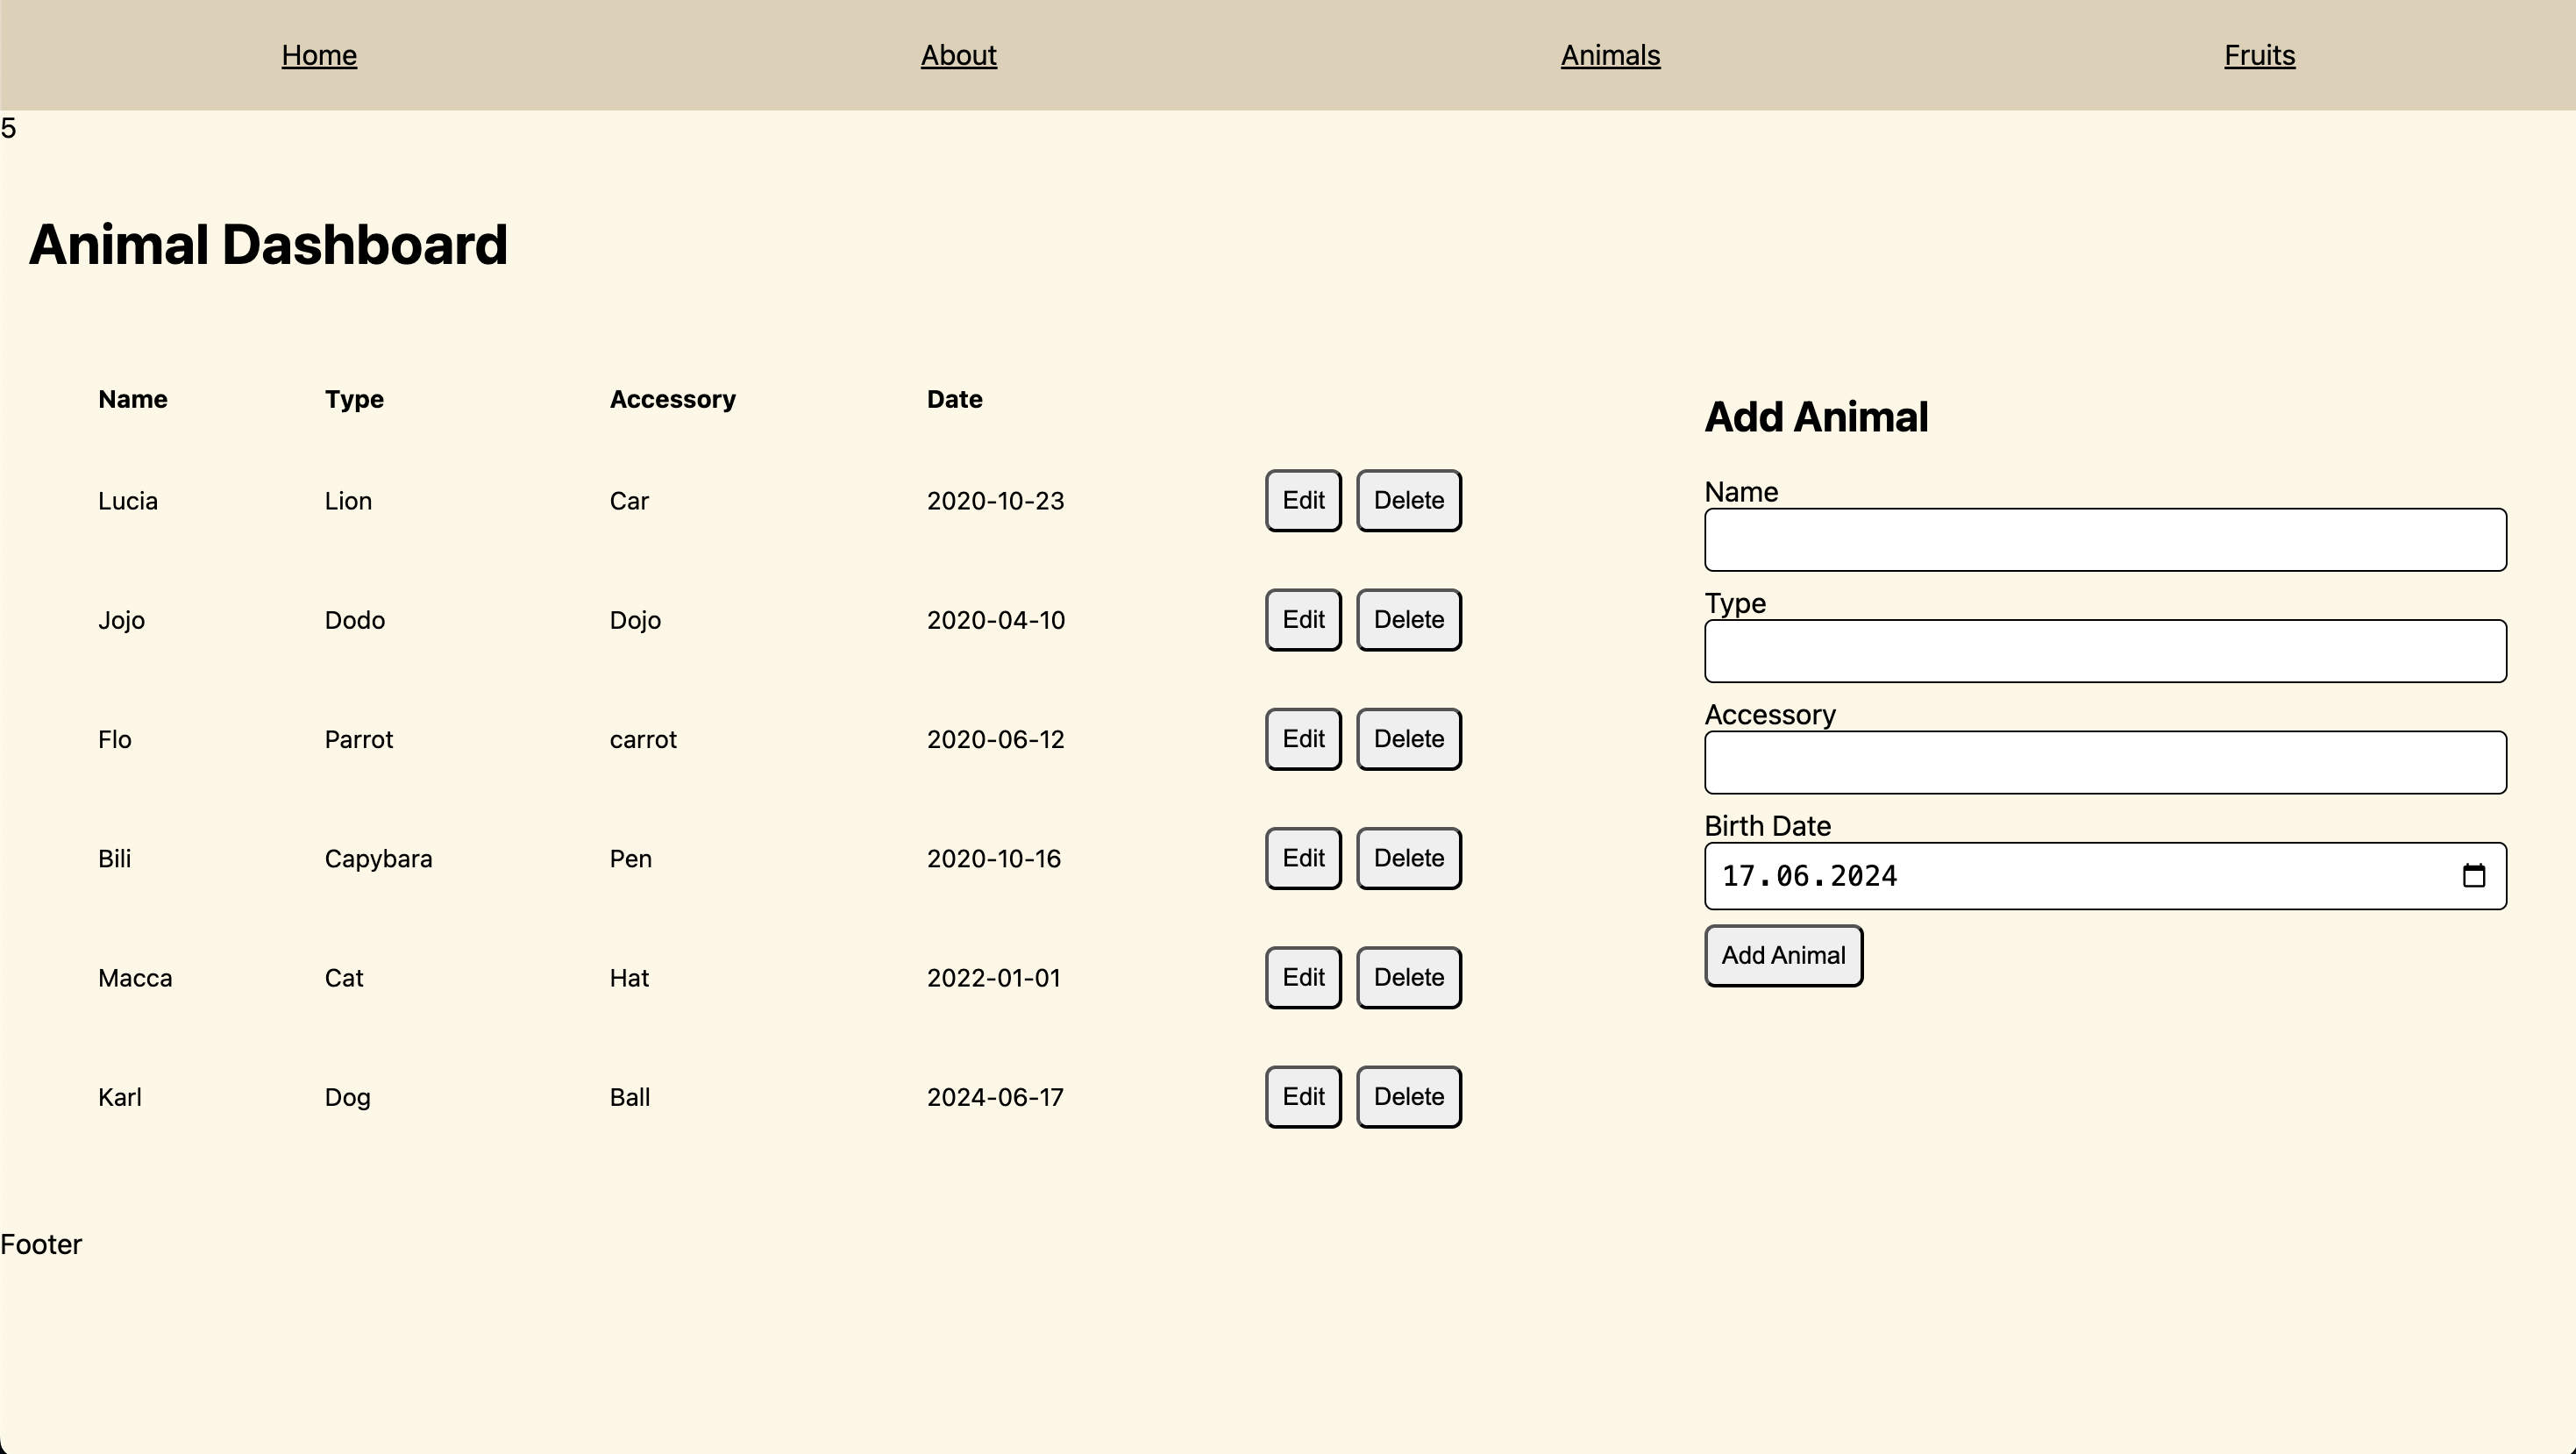 Home About Animals Fruits
5
Animal Dashboard
Name Type Accessory Date
Lucia Lion Car 2020-10-23 Edit Delete
Jojo Dodo Dojo 2020-04-10 Edit Delete
Flo Parrot carrot 2020-06-12 Edit Delete
Bili Capybara Pen 2020-10-16 Edit Delete
Macca Cat Hat 2022-01-01 Edit Delete
Karl Dog Ball 2024-06-17 Edit Delete
Add Animal
Name
Type
Accessory
Birth Date
17.06.2024
Add Animal
Footer